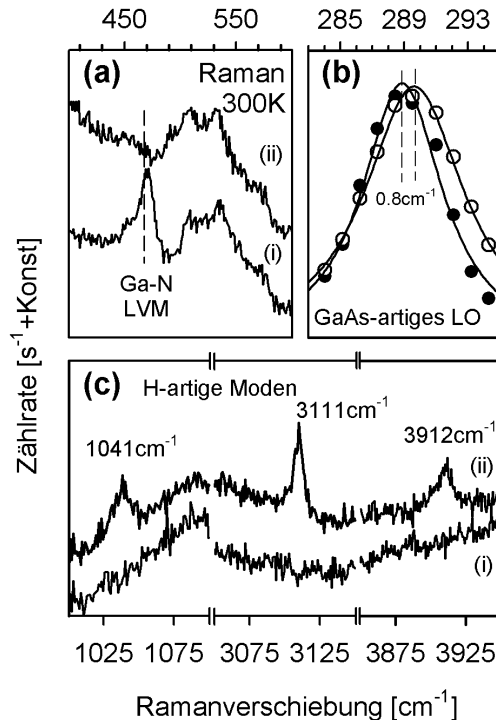 450 550 285 289 293
(a) Raman 300K (b)
(ii)
0.8cm⁻¹
Ga-N
LVM
(i)
GaAs-artiges LO
Zählrate [s⁻¹+Konst]
(c) H-artige Moden
1041cm⁻¹ 3111cm⁻¹ 3912cm⁻¹
(ii)
(i)
1025 1075 3075 3125 3875 3925
Ramanverschiebung [cm⁻¹]